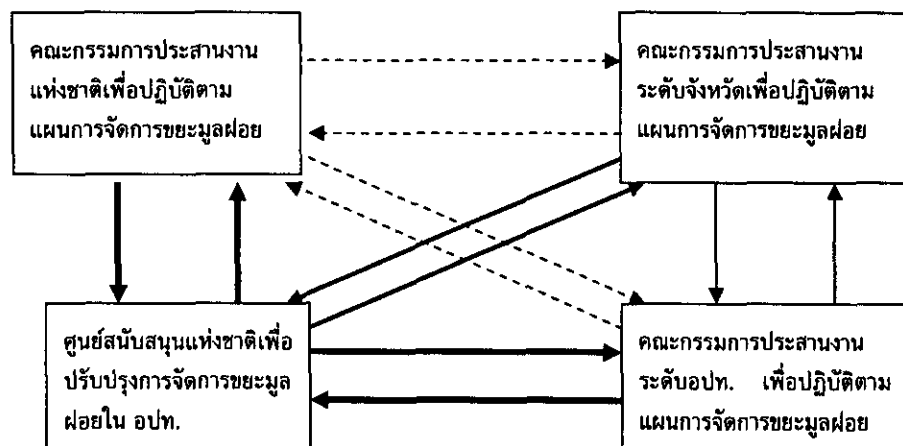 คณะกรรมการประสานงาน
แห่งชาติเพื่อปฏิบัติตาม
แผนการจัดการขยะมูลฝอย
คณะกรรมการประสานงาน
ระดับจังหวัดเพื่อปฏิบัติตาม
แผนการจัดการขยะมูลฝอย
ศูนย์สนับสนุนแห่งชาติเพื่อ
ปรับปรุงการจัดการขยะมูล
ฝอยใน อปท.
คณะกรรมการประสานงาน
ระดับอปท. เพื่อปฏิบัติตาม
แผนการจัดการขยะมูลฝอย